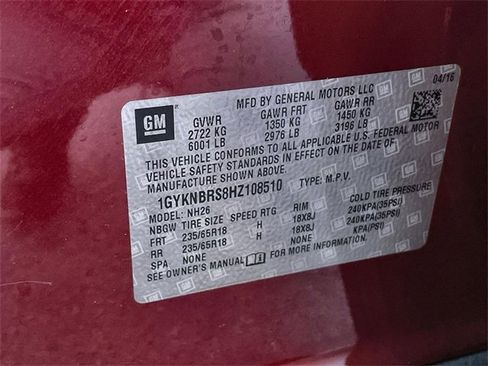 GM
MFD BY GENERAL MOTORS LLC 04/16
GVWR GAWR FRT GAWR RR
2722 KG 1350 KG 1450 KG
6001 LB 2976 LB 3196 LB
THIS VEHICLE CONFORMS TO ALL APPLICABLE U.S. FEDERAL MOTOR
VEHICLE SAFETY STANDARDS IN EFFECT ON THE DATE OF
MANUFACTURE SHOWN ABOVE.
1GYKNBRS8HZ108510 TYPE: M.P.V.
MODEL: NH26
NBGW TIRE SIZE SPEED RTG RIM COLD TIRE PRESSURE
FRT 235/65R18 H 18X8J 240KPA(35PSI)
RR 235/65R18 H 18X8J 240KPA(35PSI)
SPA NONE NONE KPA(PSI)
SEE OWNER'S MANUAL FOR MORE INFORMATION.